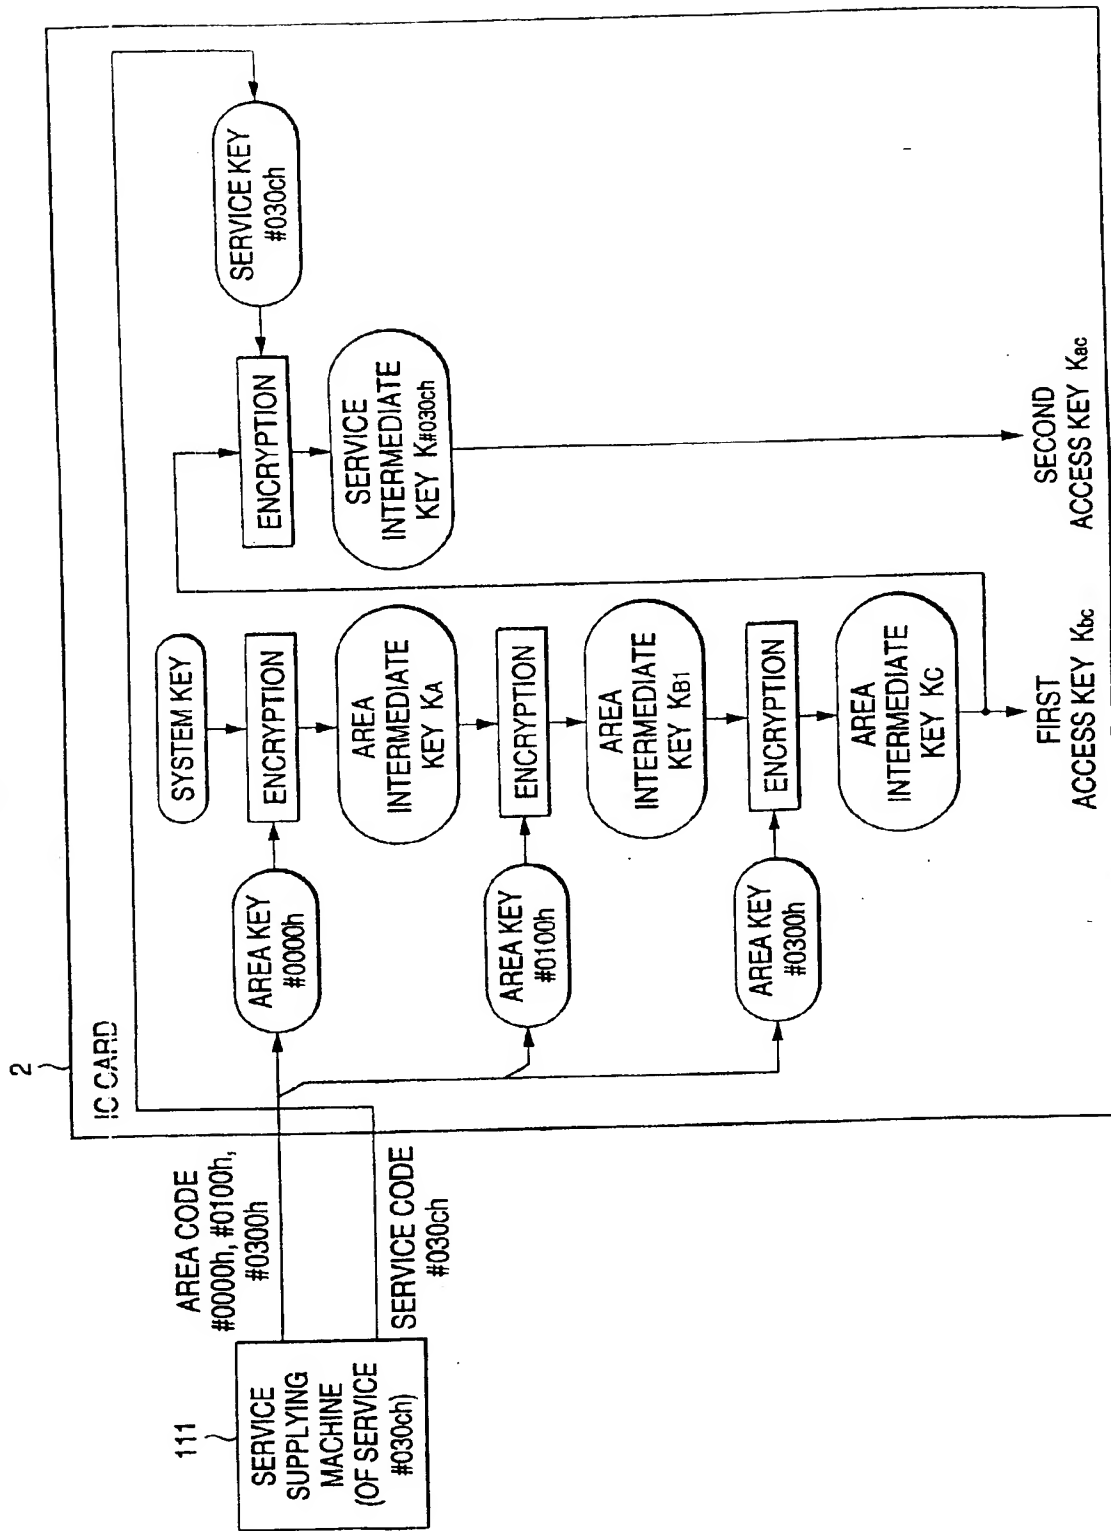 2
IC CARD
111
SERVICE
SUPPLYING
MACHINE
(OF SERVICE
#030ch)
AREA CODE
#0000h, #0100h,
#0300h
SERVICE CODE
#030ch
AREA KEY
#0000h
AREA KEY
#0100h
AREA KEY
#0300h
SYSTEM KEY
ENCRYPTION
AREA
INTERMEDIATE
KEY KA
ENCRYPTION
AREA
INTERMEDIATE
KEY KB1
ENCRYPTION
AREA
INTERMEDIATE
KEY KC
FIRST
ACCESS KEY Kbc
SERVICE KEY
#030ch
ENCRYPTION
SERVICE
INTERMEDIATE
KEY K#030ch
SECOND
ACCESS KEY Kac